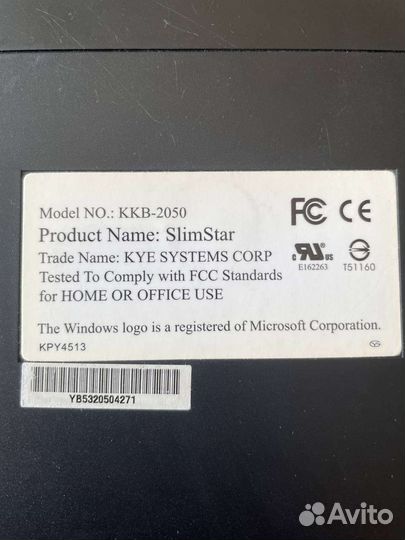 Model NO.: KKB-2050
Product Name: SlimStar
Trade Name: KYE SYSTEMS CORP
Tested To Comply with FCC Standards
for HOME OR OFFICE USE
FC CE
c RU us
E162263 T51160
The Windows logo is a registered of Microsoft Corporation.
KPY4513
YB5320504271
Avito